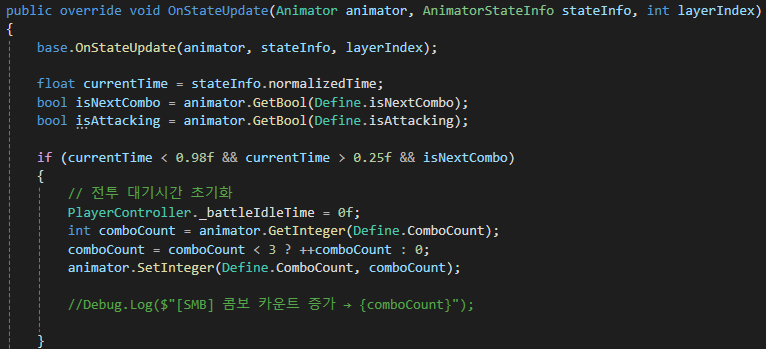 public override void OnStateUpdate(Animator animator, AnimatorStateInfo stateInfo, int layerIndex)
{
base.OnStateUpdate(animator, stateInfo, layerIndex);
float currentTime = stateInfo.normalizedTime;
bool isNextCombo = animator.GetBool(Define.isNextCombo);
bool isAttacking = animator.GetBool(Define.isAttacking);
if (currentTime < 0.98f && currentTime > 0.25f && isNextCombo)
{
// 전투 대기시간 초기화
PlayerController._battleIdleTime = 0f;
int comboCount = animator.GetInteger(Define.ComboCount);
comboCount = comboCount < 3 ? ++comboCount : 0;
animator.SetInteger(Define.ComboCount, comboCount);
//Debug.Log($"[SMB] 콤보 카운트 증가 → {comboCount}");
}